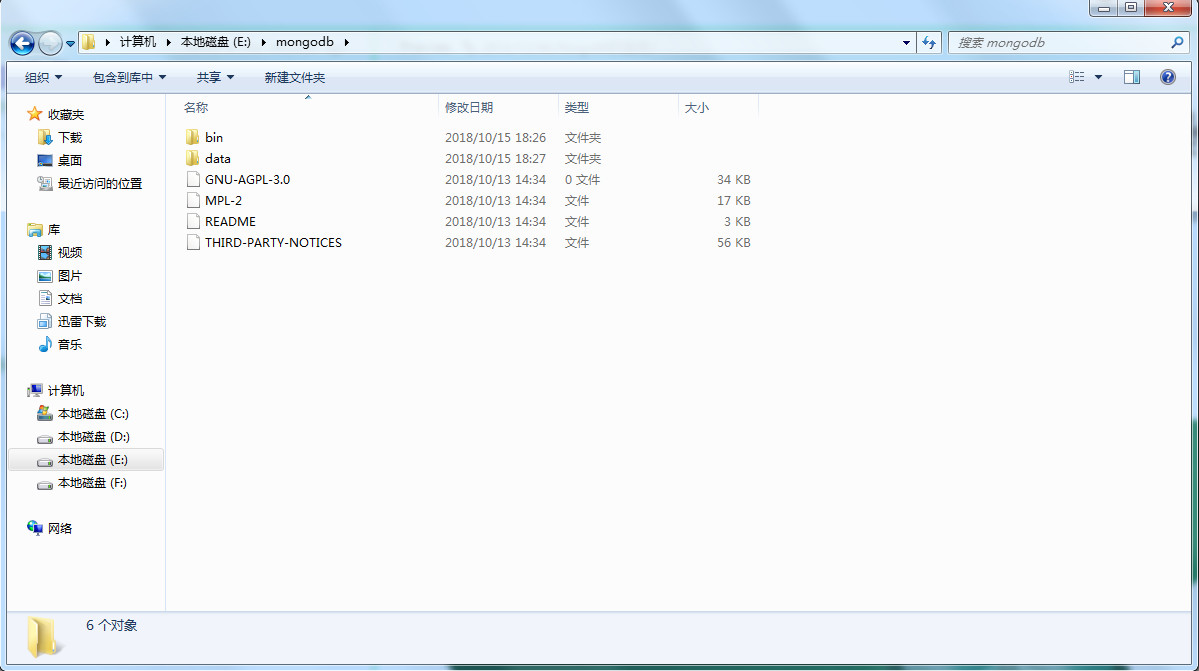 计算机 本地磁盘 (E:) mongodb
搜索 mongodb
组织 包含到库中 共享 新建文件夹
收藏夹
下载
桌面
最近访问的位置
库
视频
图片
文档
迅雷下载
音乐
计算机
本地磁盘 (C:)
本地磁盘 (D:)
本地磁盘 (E:)
本地磁盘 (F:)
网络
名称 修改日期 类型 大小
bin 2018/10/15 18:26 文件夹
data 2018/10/15 18:27 文件夹
GNU-AGPL-3.0 2018/10/13 14:34 0 文件 34 KB
MPL-2 2018/10/13 14:34 文件 17 KB
README 2018/10/13 14:34 文件 3 KB
THIRD-PARTY-NOTICES 2018/10/13 14:34 文件 56 KB
6 个对象